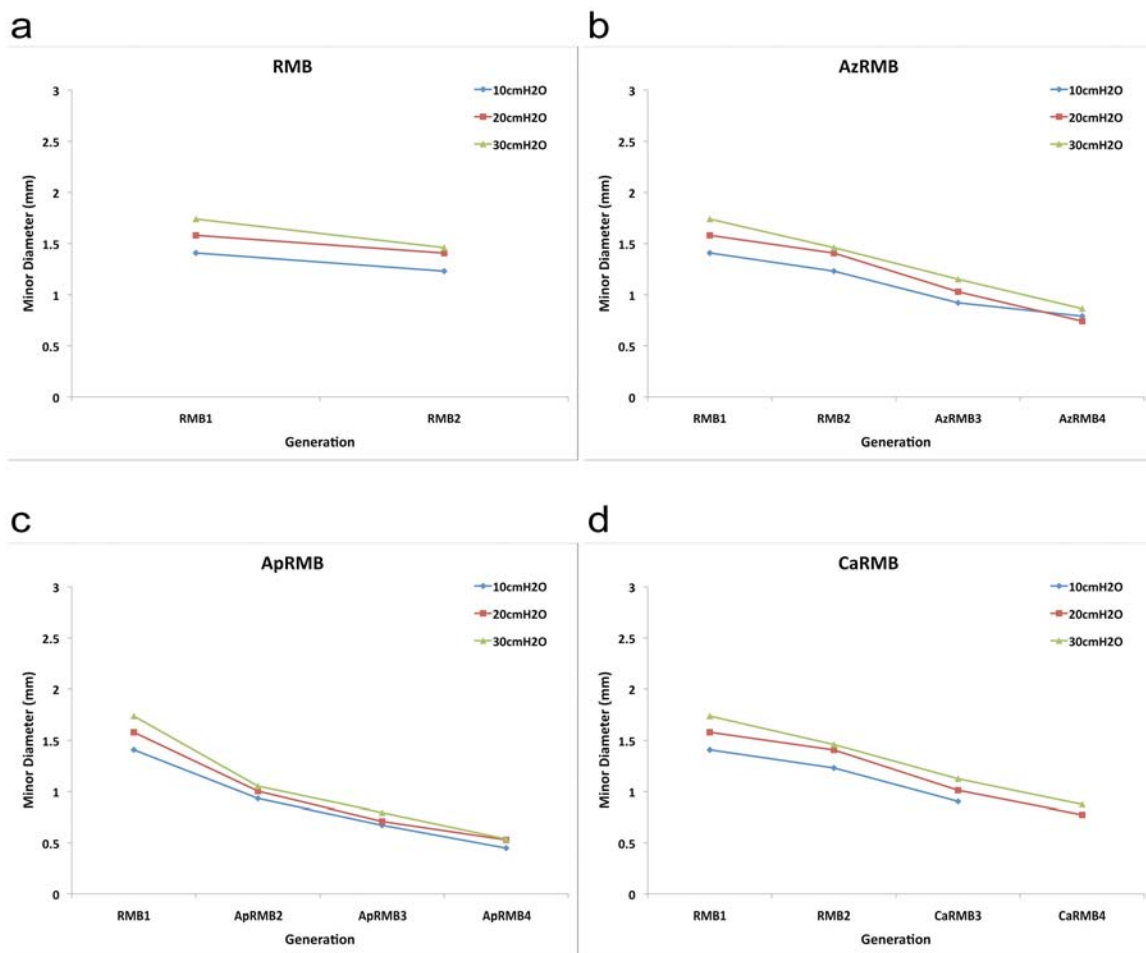 a
RMB
3
2.5
2
1.5
1
0.5
0
Minor Diameter (mm)
10cmH2O
20cmH2O
30cmH2O
RMB1 RMB2
Generation
b
AzRMB
3
2.5
2
1.5
1
0.5
0
Minor Diameter (mm)
10cmH2O
20cmH2O
30cmH2O
RMB1 RMB2 AzRMB3 AzRMB4
Generation
c
ApRMB
3
2.5
2
1.5
1
0.5
0
Minor Diameter (mm)
10cmH2O
20cmH2O
30cmH2O
RMB1 ApRMB2 ApRMB3 ApRMB4
Generation
d
CaRMB
3
2.5
2
1.5
1
0.5
0
Minor Diameter (mm)
10cmH2O
20cmH2O
30cmH2O
RMB1 RMB2 CaRMB3 CaRMB4
Generation